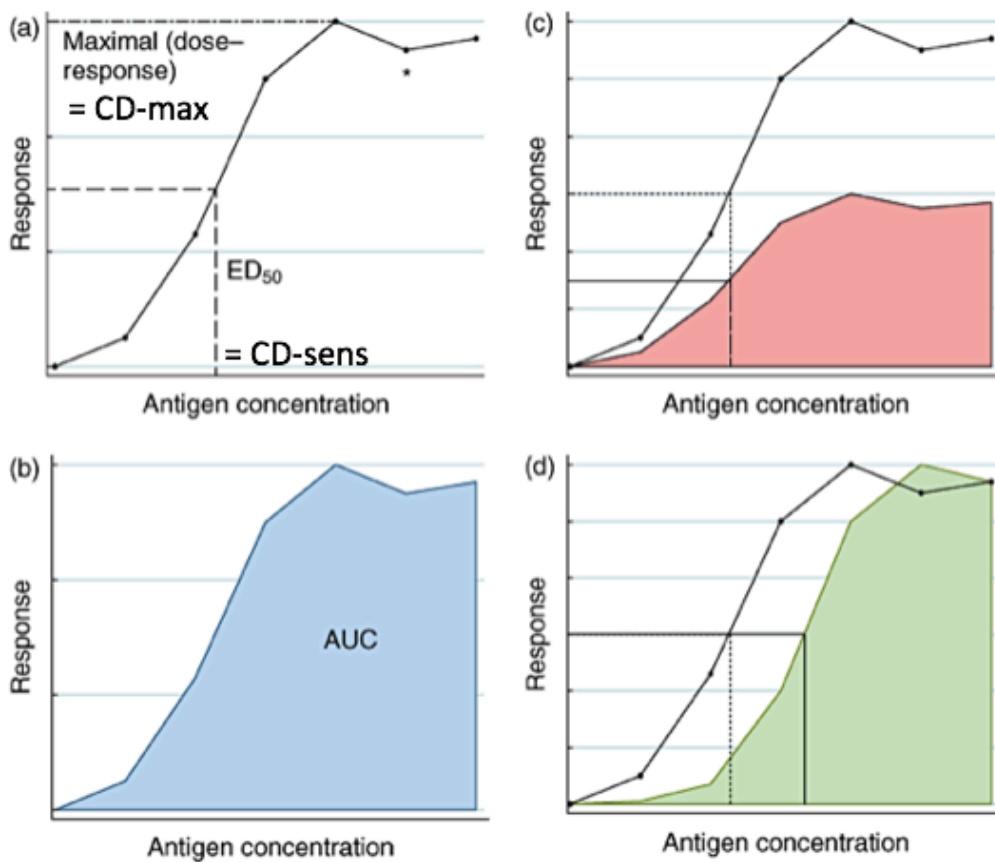 (a)
Maximal (dose–
response)
= CD-max
*
Response
ED50
= CD-sens
Antigen concentration
(c)
Response
Antigen concentration
(b)
Response
AUC
Antigen concentration
(d)
Response
Antigen concentration